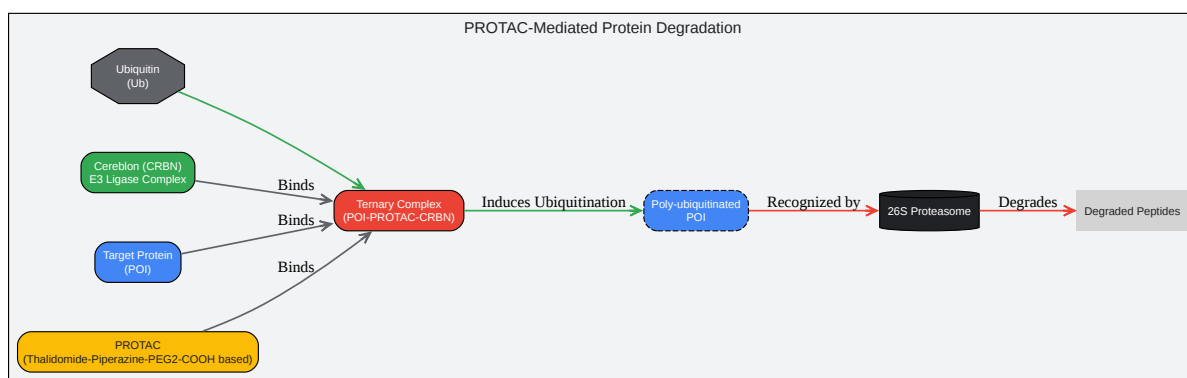 PROTAC-Mediated Protein Degradation
Ubiquitin
(Ub)
Cereblon (CRBN)
E3 Ligase Complex
Binds
Target Protein
(POI)
Binds
PROTAC
(Thalidomide-Piperazine-PEG2-COOH based)
Binds
Ternary Complex
(POI-PROTAC-CRBN)
Induces Ubiquitination
Poly-ubiquitinated
POI
Recognized by
26S Proteasome
Degrades
Degraded Peptides